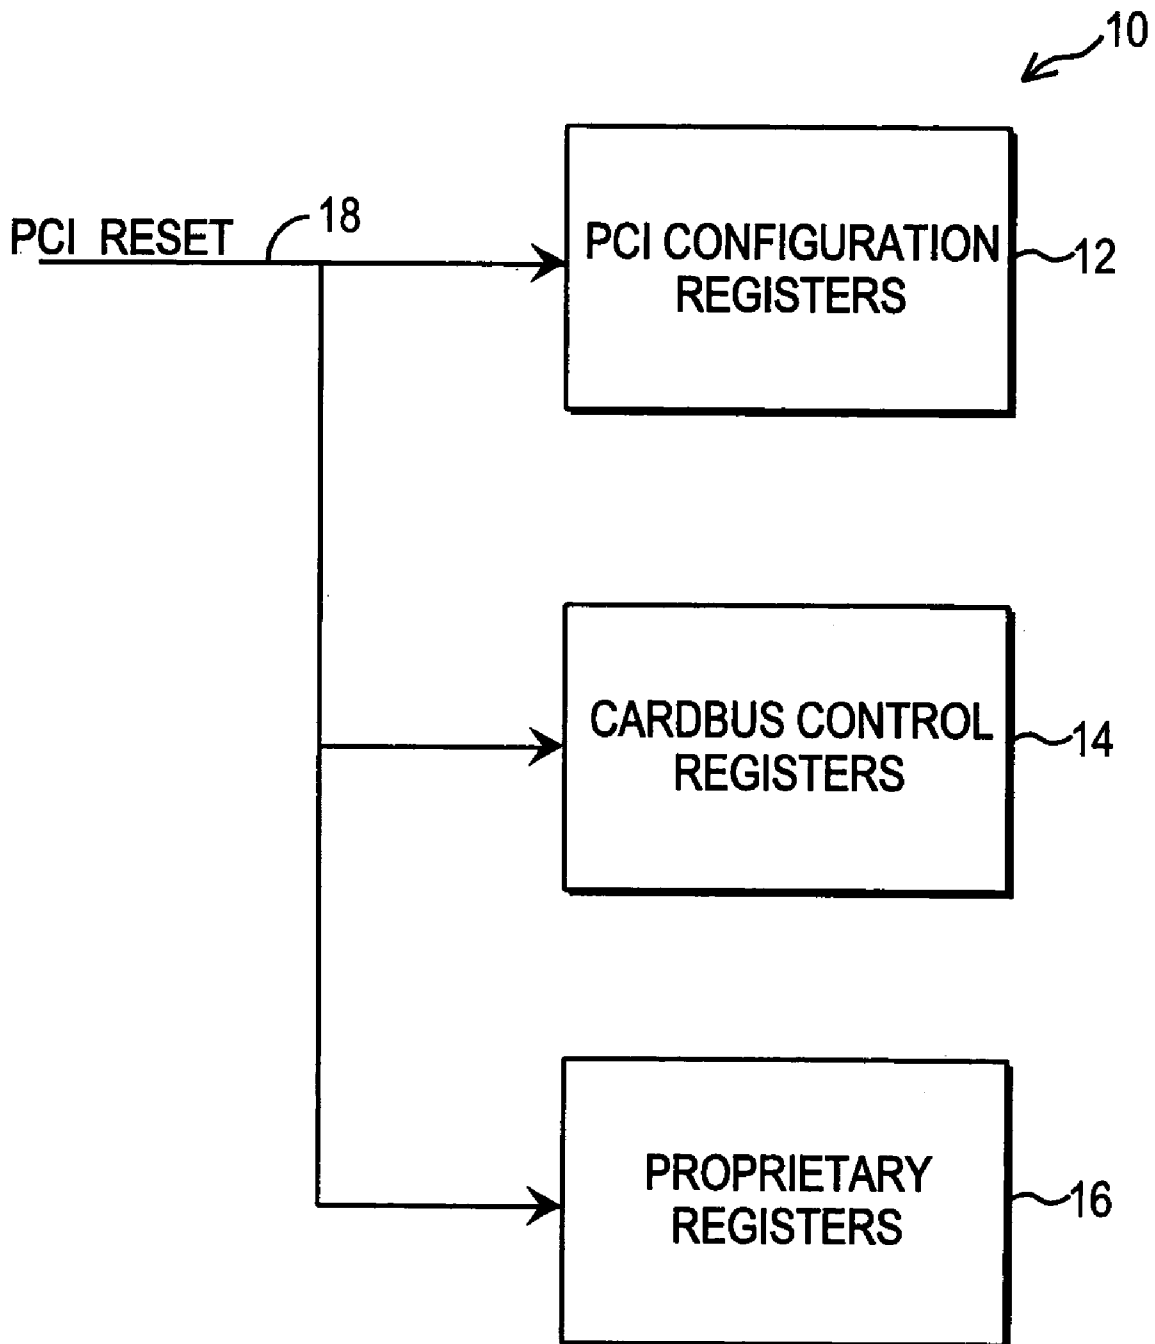 10
PCI RESET
18
PCI CONFIGURATION
REGISTERS
12
CARDBUS CONTROL
REGISTERS
14
PROPRIETARY
REGISTERS
16